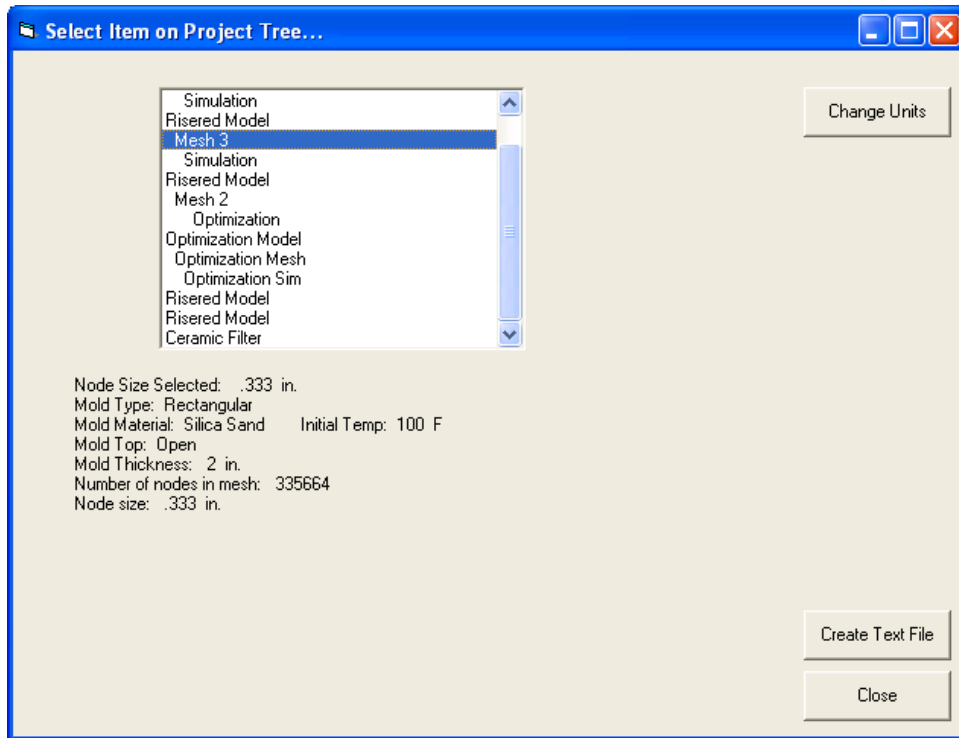 Select Item on Project Tree...
Simulation
Risered Model
Mesh 3
Simulation
Risered Model
Mesh 2
Optimization
Optimization Model
Optimization Mesh
Optimization Sim
Risered Model
Risered Model
Ceramic Filter
Change Units
Node Size Selected: .333 in.
Mold Type: Rectangular
Mold Material: Silica Sand Initial Temp: 100 F
Mold Top: Open
Mold Thickness: 2 in.
Number of nodes in mesh: 335664
Node size: .333 in.
Create Text File
Close